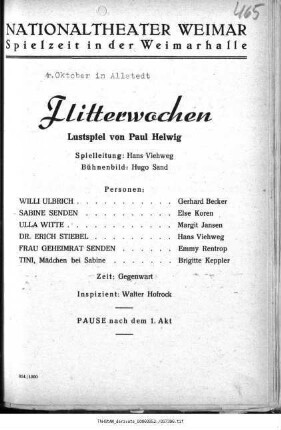 465
NATIONALTHEATER WEIMAR
Spielzeit in der Weimarhalle
4.Oktober in Allstedt
Flitterwochen
Lustspiel von Paul Helwig
Spielleitung: Hans Viehweg
Bühnenbild: Hugo Sand
Personen:
WILLI ULBRICH . . . . . . . . . . . Gerhard Becker
SABINE SENDEN . . . . . . . . . . Else Koren
ULLA WITTE . . . . . . . . . . . . Margit Jansen
DR. ERICH STIEBEL . . . . . . . . . Hans Viehweg
FRAU GEHEIMRAT SENDEN . . . . . . Emmy Rentrop
TINI, Mädchen bei Sabine . . . . . . . Brigitte Keppler
Zeit: Gegenwart
Inspizient: Walter Hofrock
PAUSE nach dem 1. Akt